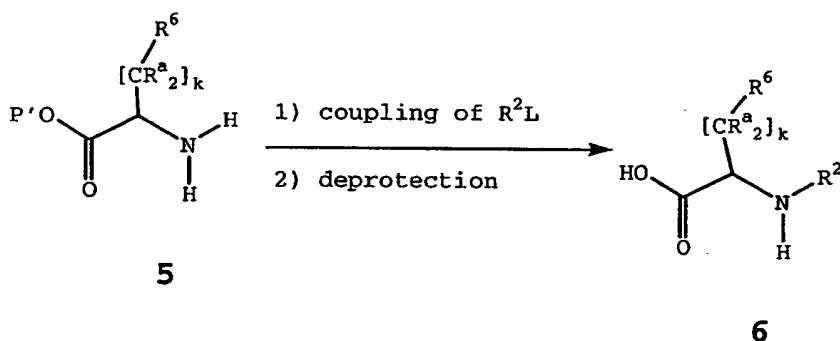 R⁶
[CRᵃ₂]ₖ
P'O
N
H
H
O
1) coupling of R²L
2) deprotection
R⁶
[CRᵃ₂]ₖ
HO
N
R²
H
O
5
6